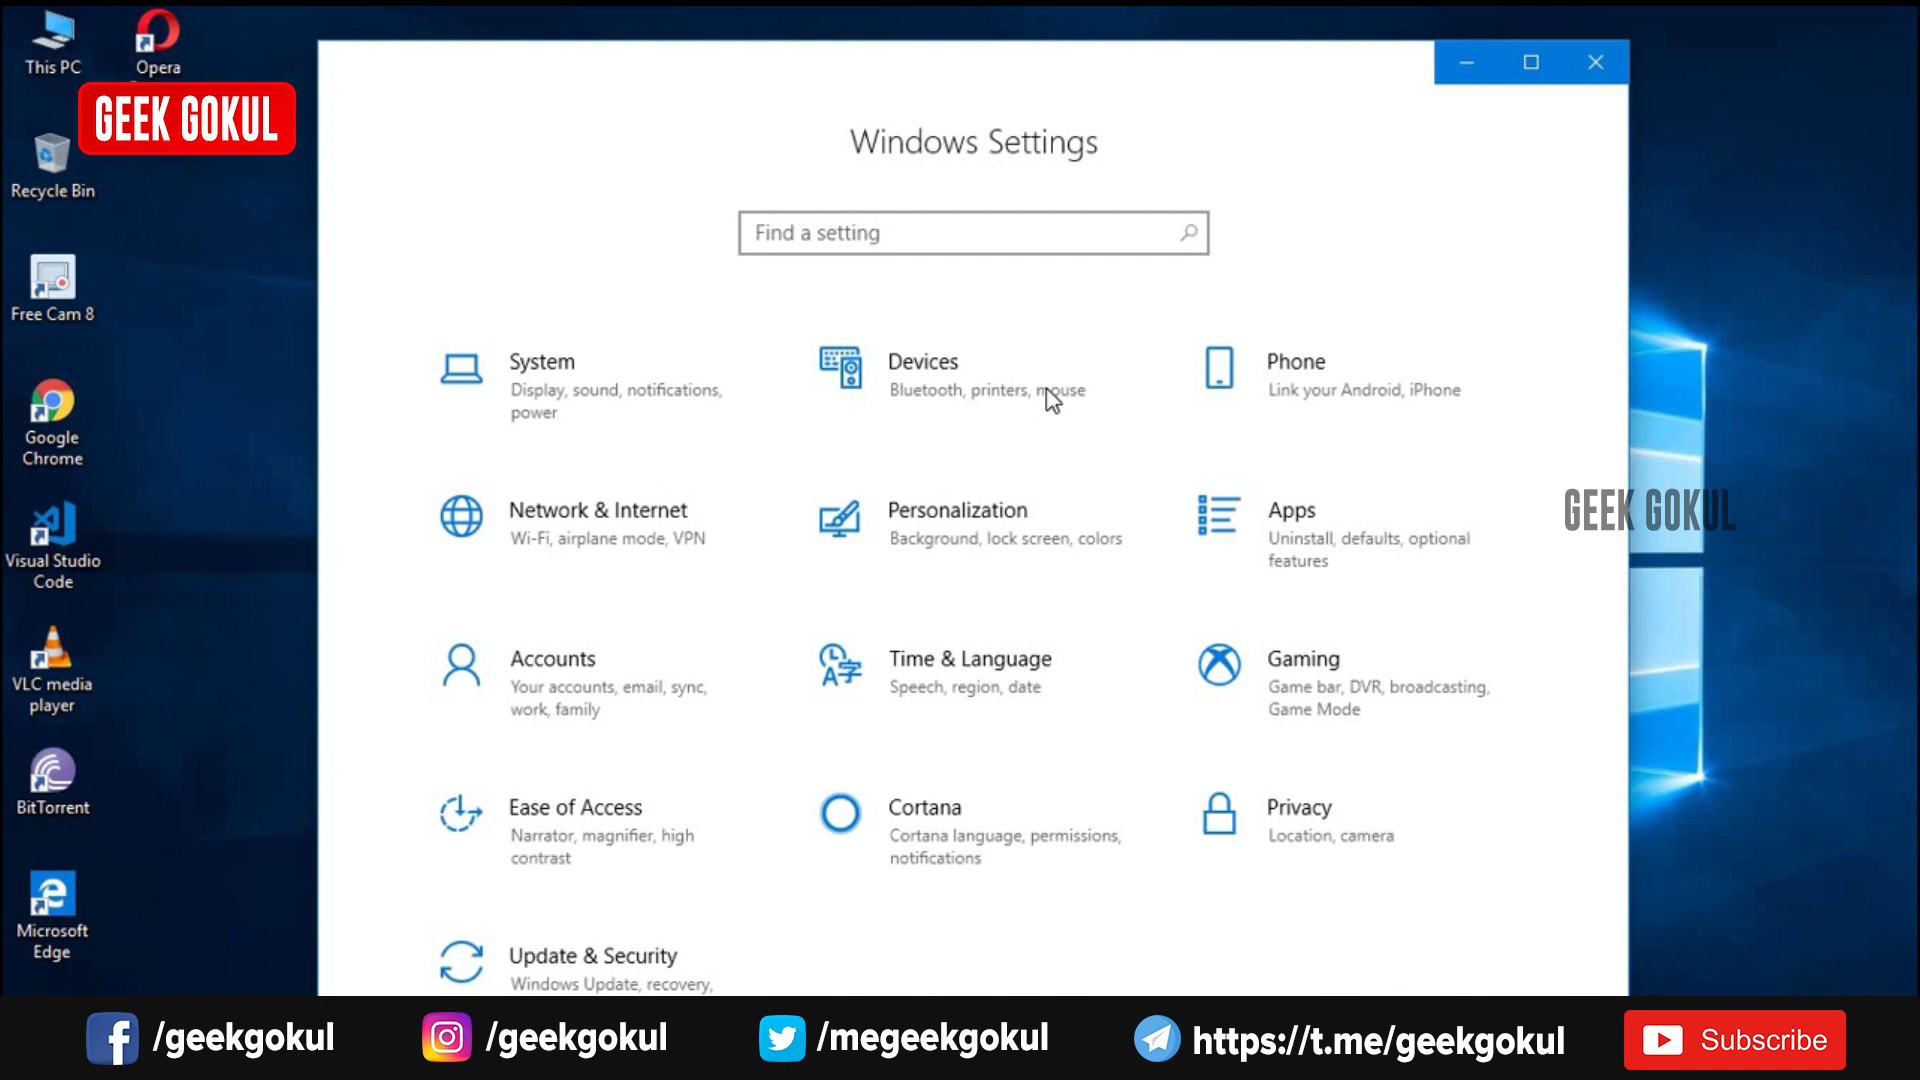 This PC
Opera
GEEK GOKUL
Recycle Bin
Free Cam 8
Google
Chrome
Visual Studio
Code
VLC media
player
BitTorrent
Microsoft
Edge
Windows Settings
Find a setting
System
Display, sound, notifications,
power
Devices
Bluetooth, printers, mouse
Phone
Link your Android, iPhone
Network & Internet
Wi-Fi, airplane mode, VPN
Personalization
Background, lock screen, colors
Apps
Uninstall, defaults, optional
features
GEEK GOKUL
Accounts
Your accounts, email, sync,
work, family
Time & Language
Speech, region, date
Gaming
Game bar, DVR, broadcasting,
Game Mode
Ease of Access
Narrator, magnifier, high
contrast
Cortana
Cortana language, permissions,
notifications
Privacy
Location, camera
Update & Security
Windows Update, recovery,
/geekgokul
/geekgokul
/megeekgokul
https://t.me/geekgokul
Subscribe